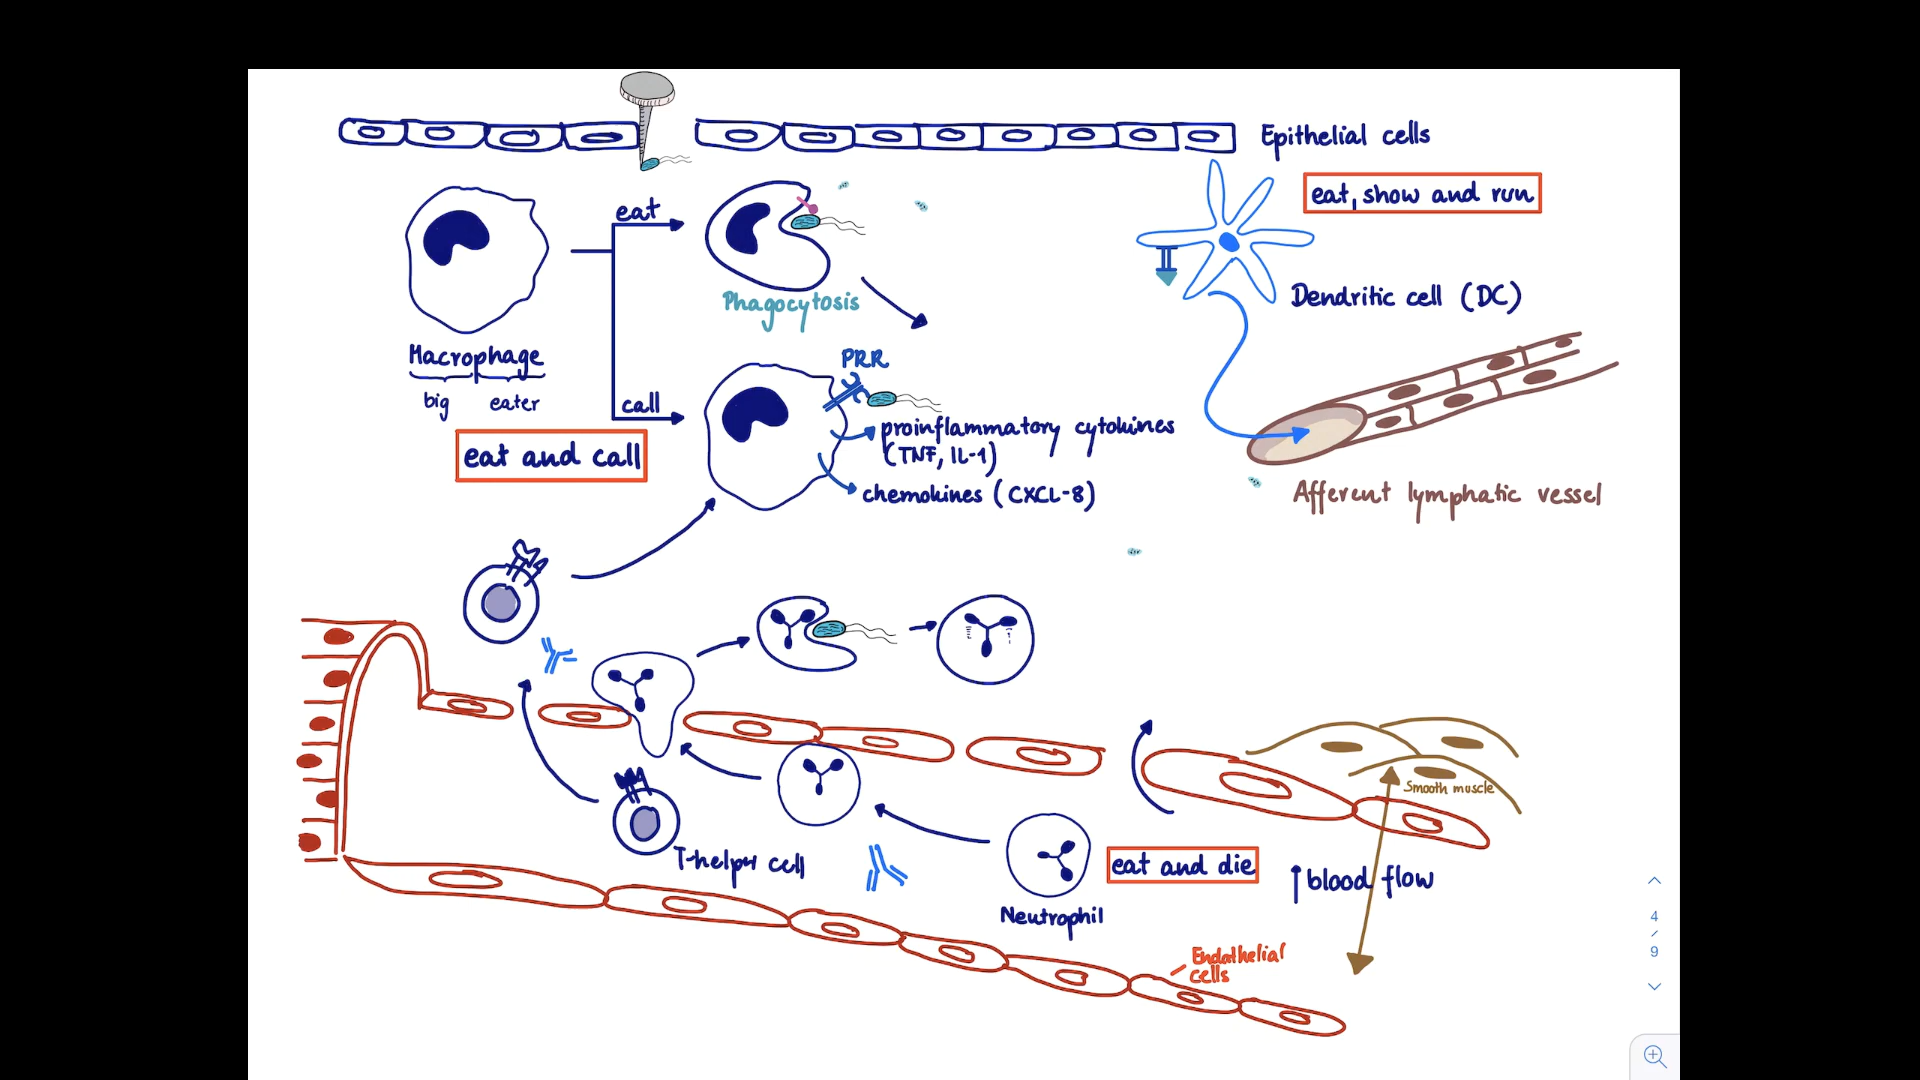 Epithelial cells
eat, show and run
eat
Phagocytosis
Dendritic cell (DC)
Macrophage
big eater
PRR
call
eat and call
proinflammatory cytokines
(TNF, IL-1)
chemokines (CXCL-8)
Afferent lymphatic vessel
Smooth muscle
T-helper cell
eat and die
↑ blood flow
Neutrophil
Endothelial
cells
4
/
9